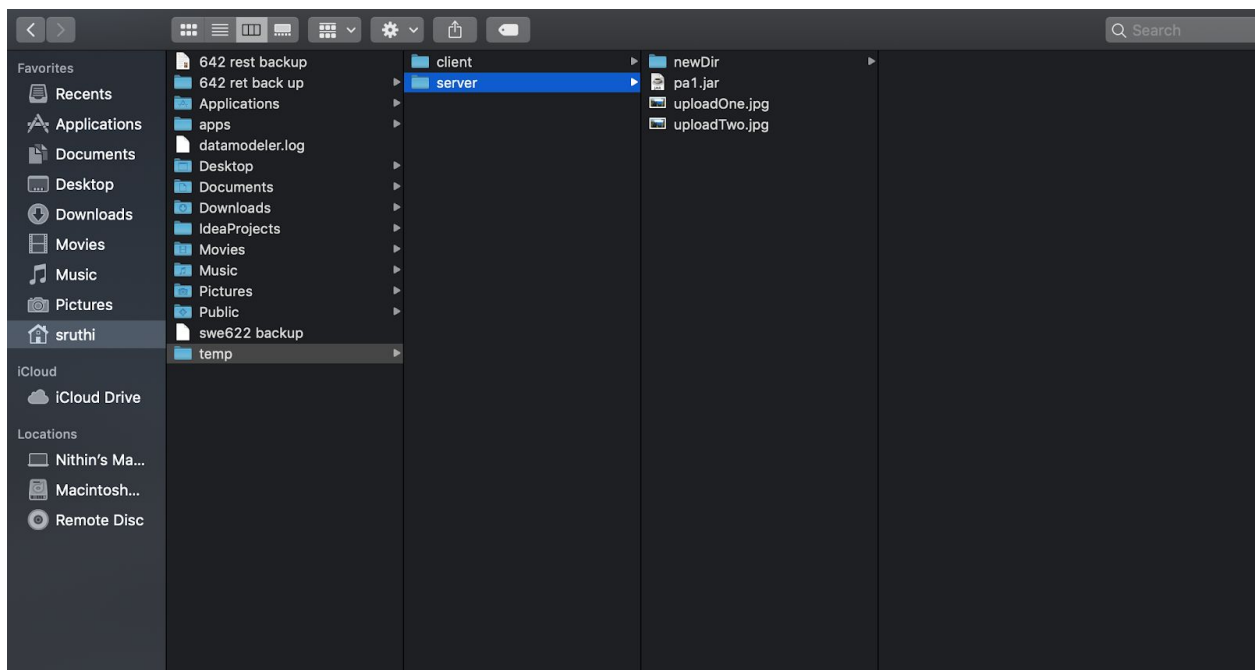 Search
Favorites
Recents
Applications
Documents
Desktop
Downloads
Movies
Music
Pictures
sruthi
iCloud
iCloud Drive
Locations
Nithin's Ma...
Macintosh...
Remote Disc
642 rest backup
642 ret back up
Applications
apps
datamodeler.log
Desktop
Documents
Downloads
IdeaProjects
Movies
Music
Pictures
Public
swe622 backup
temp
client
server
newDir
pa1.jar
uploadOne.jpg
uploadTwo.jpg